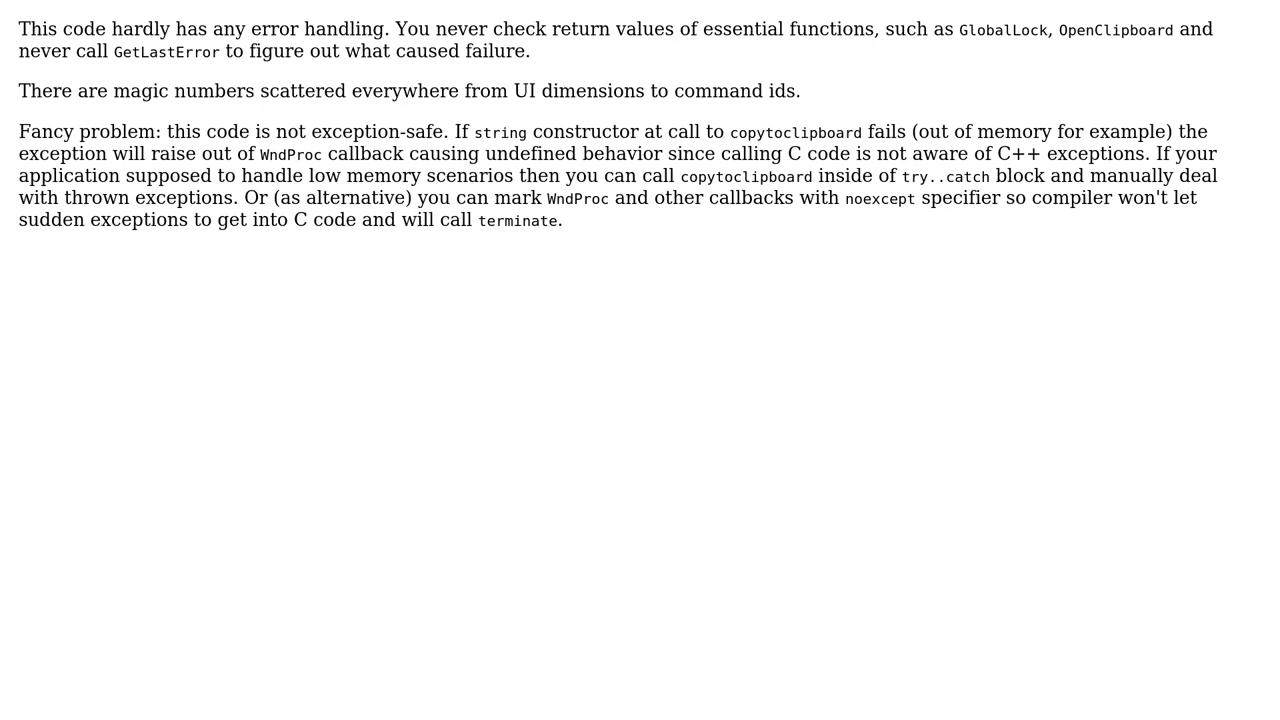 This code hardly has any error handling. You never check return values of essential functions, such as GlobalLock, OpenClipboard and
never call GetLastError to figure out what caused failure.
There are magic numbers scattered everywhere from UI dimensions to command ids.
Fancy problem: this code is not exception-safe. If string constructor at call to copytoclipboard fails (out of memory for example) the
exception will raise out of WndProc callback causing undefined behavior since calling C code is not aware of C++ exceptions. If your
application supposed to handle low memory scenarios then you can call copytoclipboard inside of try..catch block and manually deal
with thrown exceptions. Or (as alternative) you can mark WndProc and other callbacks with noexcept specifier so compiler won't let
sudden exceptions to get into C code and will call terminate.